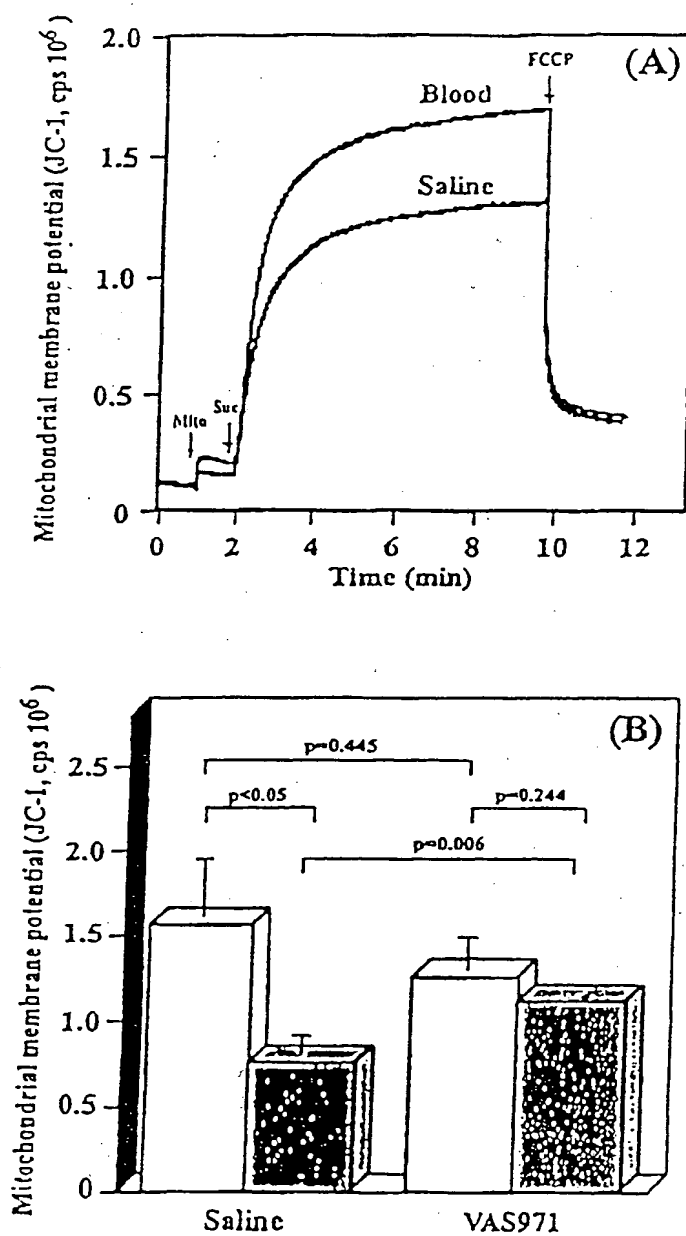 Mitochondrial membrane potential (JC-1, cps 10⁶)
2.0
1.5
1.0
0.5
0
(A)
FCCP
Blood
Saline
Mito
Suc
0 2 4 6 8 10 12
Time (min)
Mitochondrial membrane potential (JC-1, cps 10⁶)
2.5
2.0
1.5
1.0
0.5
0
(B)
p=0.445
p<0.05
p=0.244
p=0.006
Saline VAS971